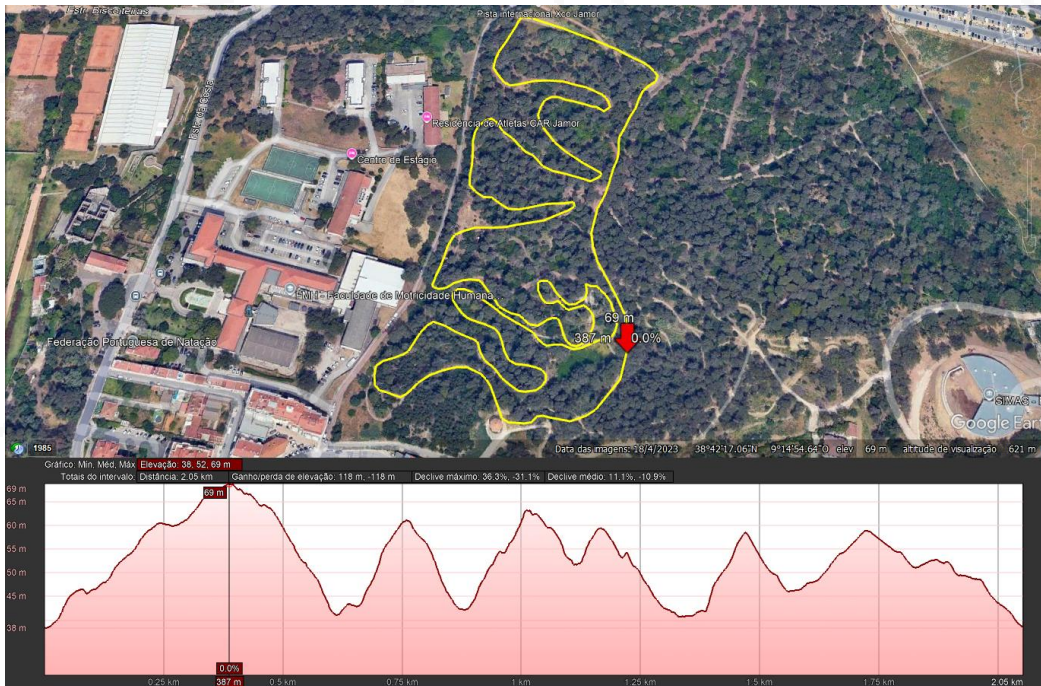 Estr. Biscoiteiras
Pista internacional Xco Jamor
Residência de Atletas CAR Jamor
Centro de Estágio
FMH - Faculdade de Motricidade Humana...
69 m
387 m 0.0%
Federação Portuguesa de Natação
SIMAS - 
Google Eart
1985
Data das imagens: 18/4/2023 38°42'17.06"N 9°14'54.64"O elev 69 m altitude de visualização 621 m
Gráfico: Mín, Méd, Máx Elevação: 38, 52, 69 m
Totais do intervalo: Distância: 2.05 km Ganho/perda de elevação: 118 m, -118 m Declive máximo: 36.3%, -31.1% Declive médio: 11.1%, -10.9%
69 m
69 m
65 m
60 m
55 m
50 m
45 m
38 m
0.0%
0.25 km 387 m 0.5 km 0.75 km 1 km 1.25 km 1.5 km 1.75 km 2.05 km